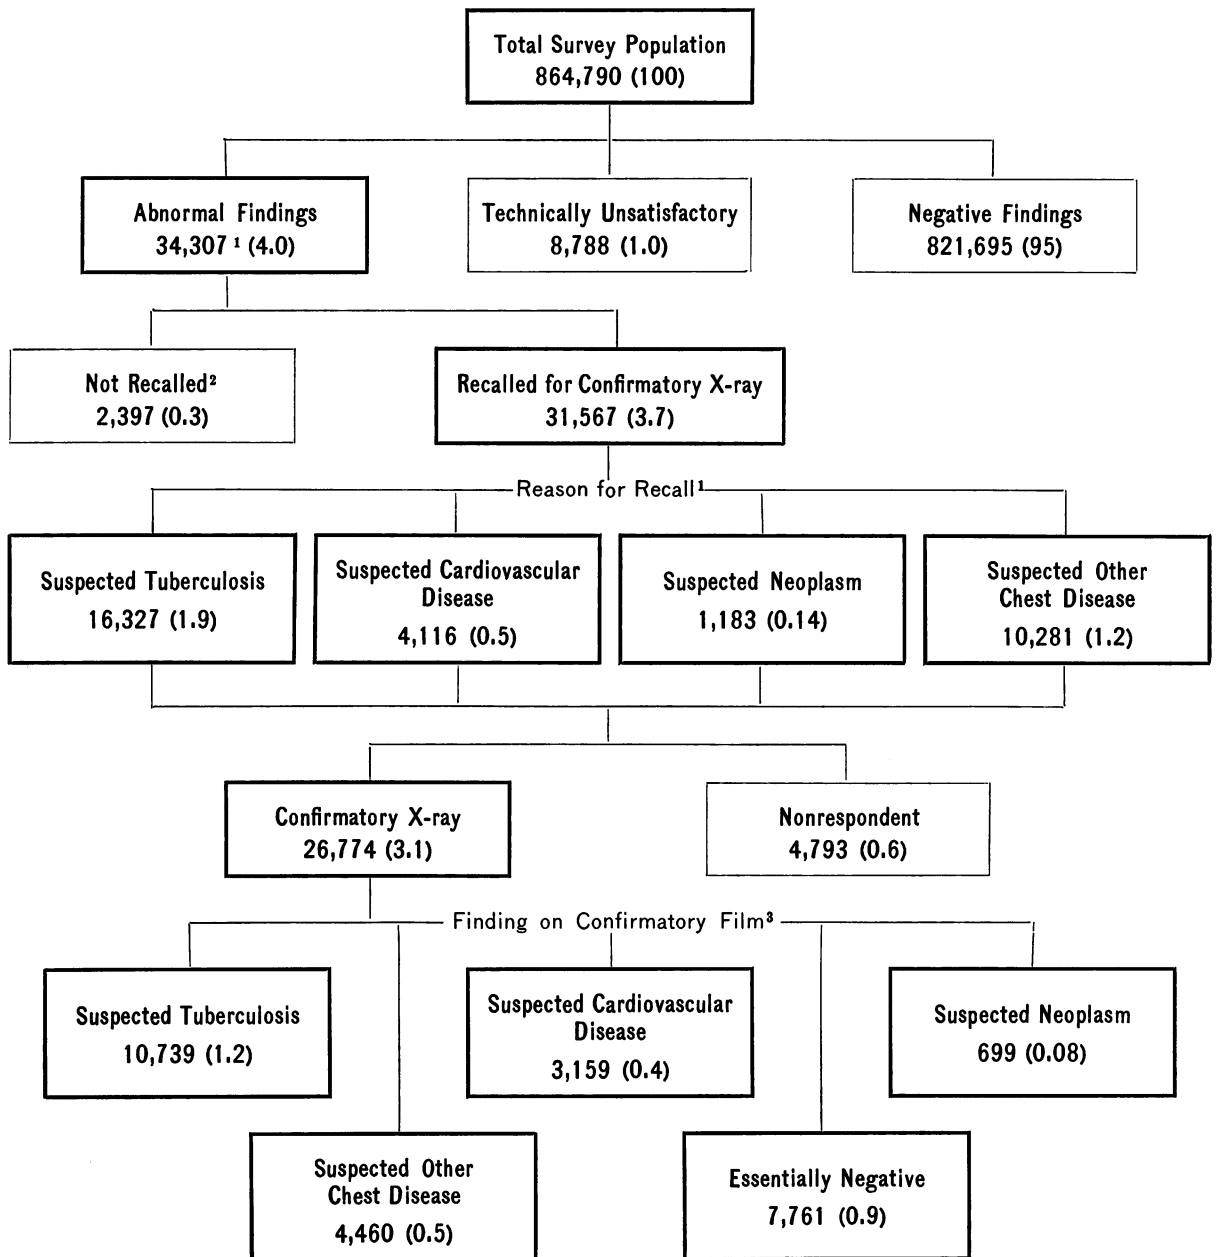 Total Survey Population
864,790 (100)
Abnormal Findings
34,307 ¹ (4.0)
Technically Unsatisfactory
8,788 (1.0)
Negative Findings
821,695 (95)
Not Recalled²
2,397 (0.3)
Recalled for Confirmatory X-ray
31,567 (3.7)
Reason for Recall¹
Suspected Tuberculosis
16,327 (1.9)
Suspected Cardiovascular
Disease
4,116 (0.5)
Suspected Neoplasm
1,183 (0.14)
Suspected Other
Chest Disease
10,281 (1.2)
Confirmatory X-ray
26,774 (3.1)
Nonrespondent
4,793 (0.6)
Finding on Confirmatory Film³
Suspected Tuberculosis
10,739 (1.2)
Suspected Cardiovascular
Disease
3,159 (0.4)
Suspected Neoplasm
699 (0.08)
Suspected Other
Chest Disease
4,460 (0.5)
Essentially Negative
7,761 (0.9)